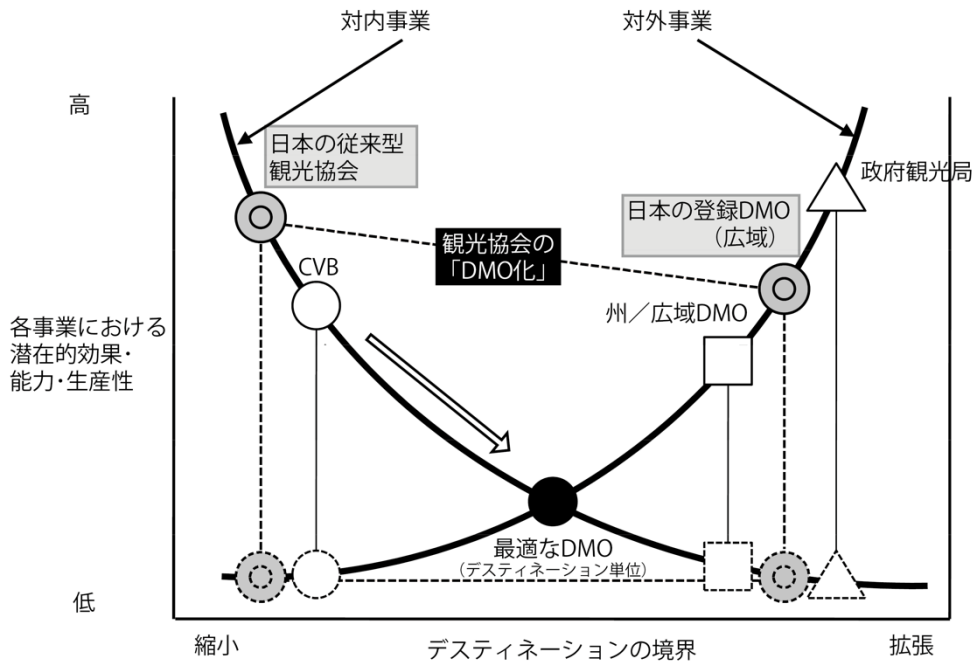 対内事業
対外事業
高
日本の従来型
観光協会
政府観光局
日本の登録DMO
（広域）
観光協会の
「DMO化」
CVB
州／広域DMO
各事業における
潜在的効果・
能力・生産性
最適なDMO
（デスティネーション単位）
低
縮小
デスティネーションの境界
拡張